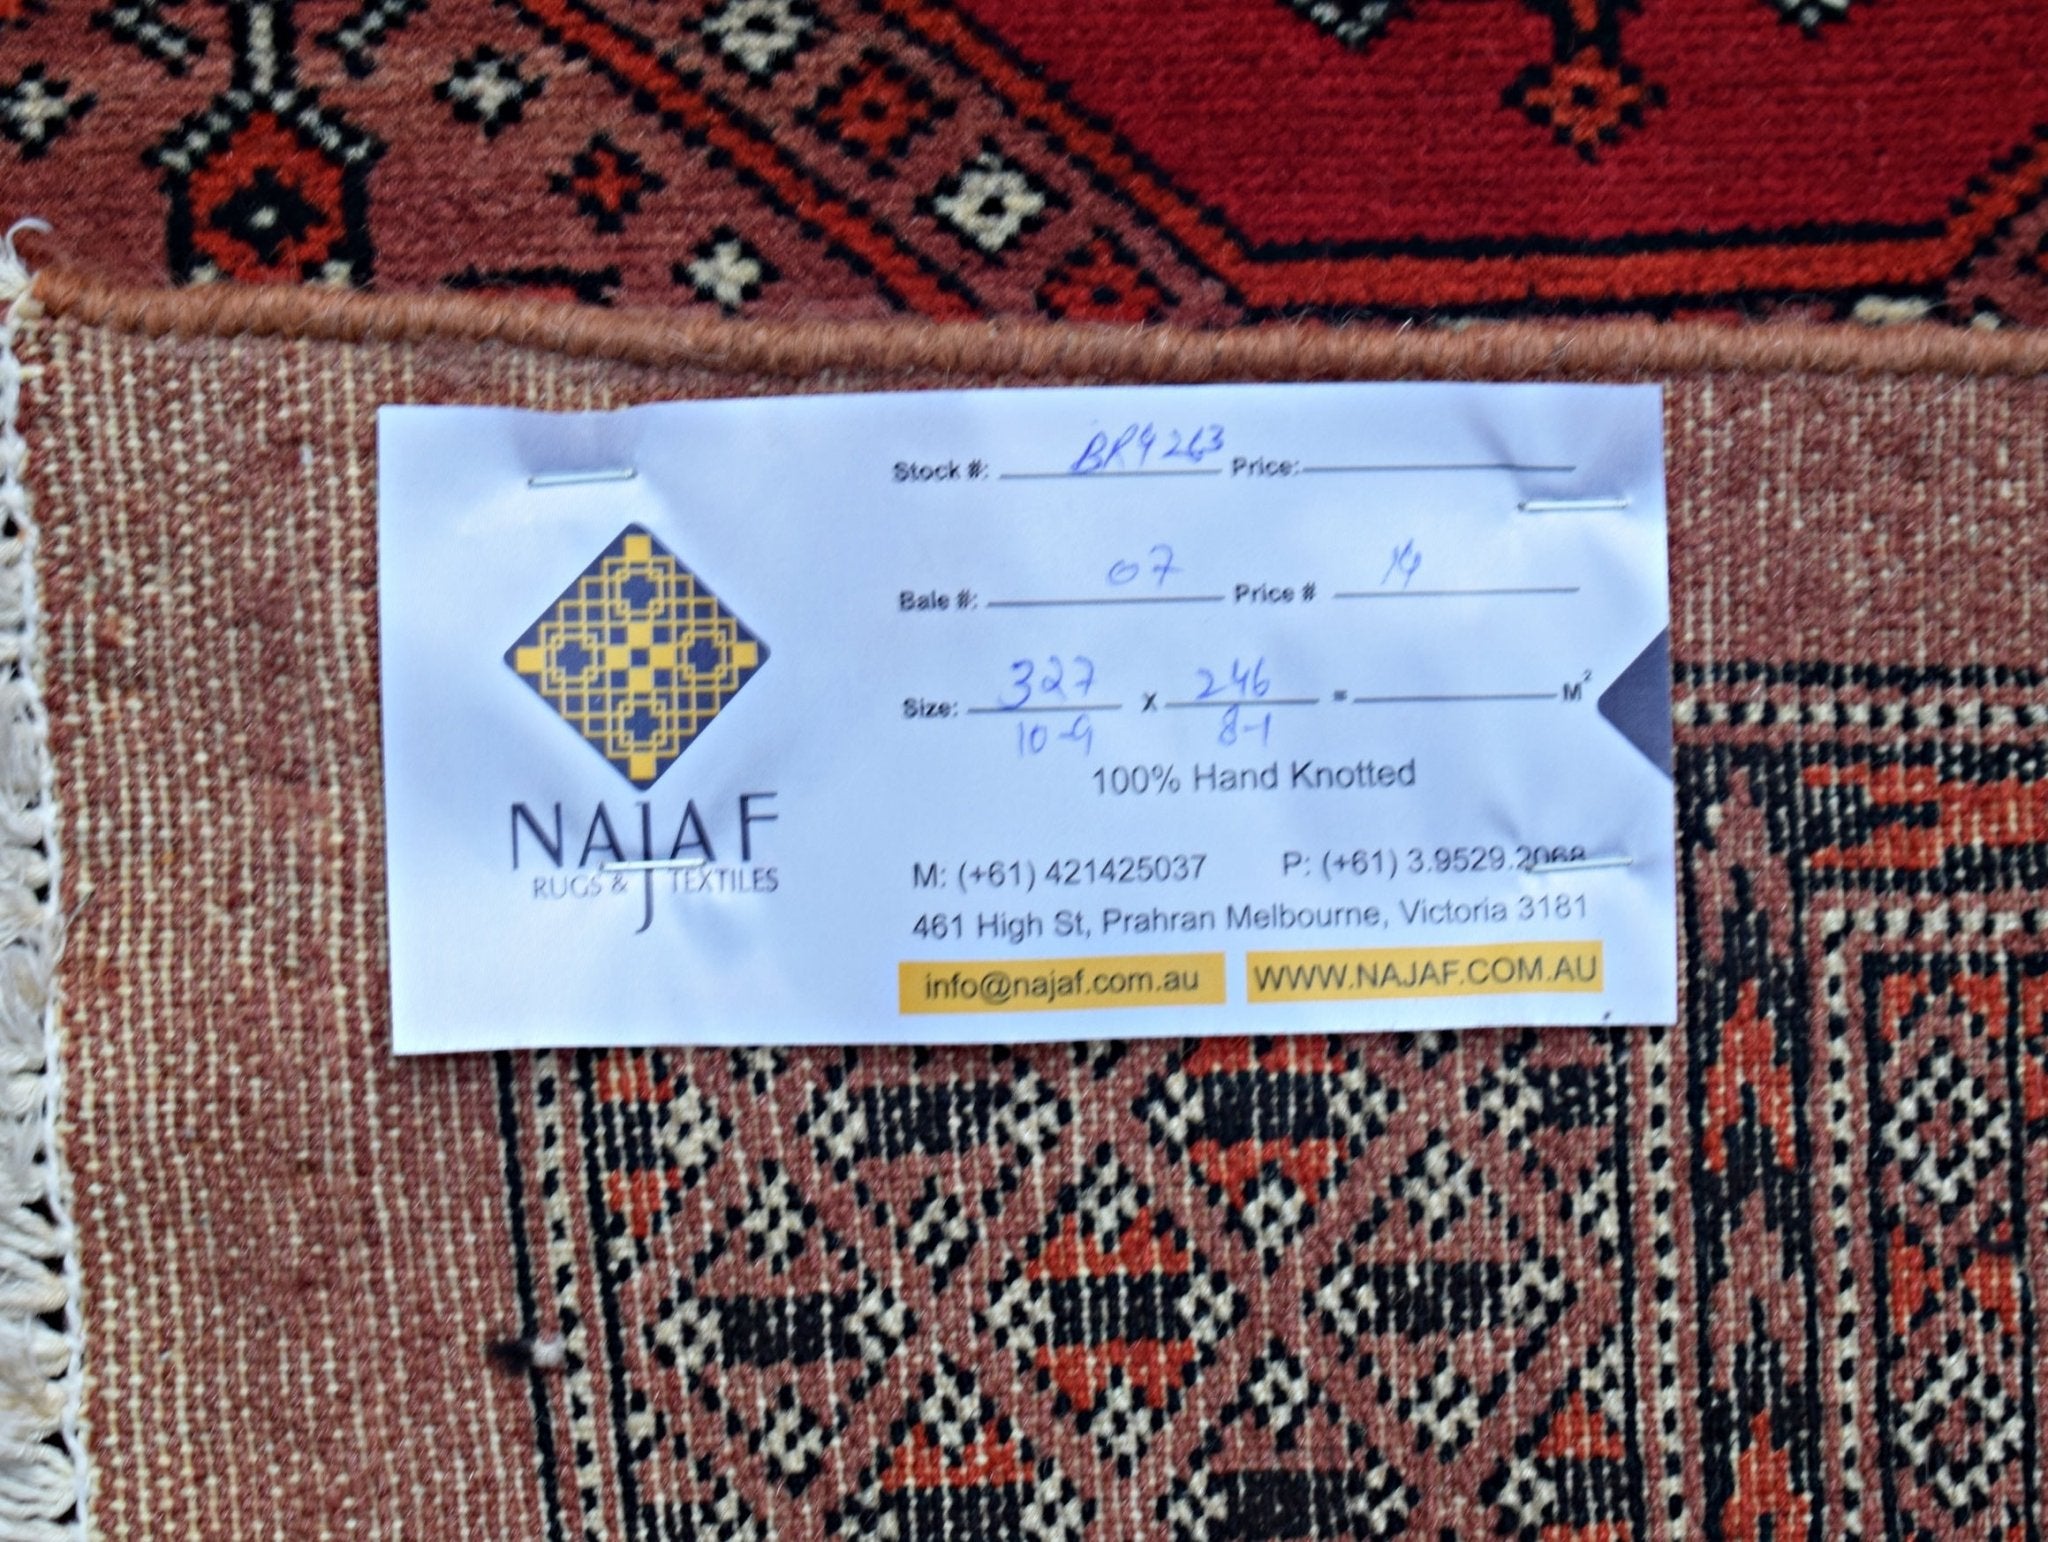 Stock #: BR4263 Price:
Bale #: 07 Price # 14
Size: 327 X 246 = M²
10-9 8-1
100% Hand Knotted
NAJAF
RUGS & TEXTILES
M: (+61) 421425037 P: (+61) 3.9529.2068
461 High St, Prahran Melbourne, Victoria 3181
info@najaf.com.au WWW.NAJAF.COM.AU